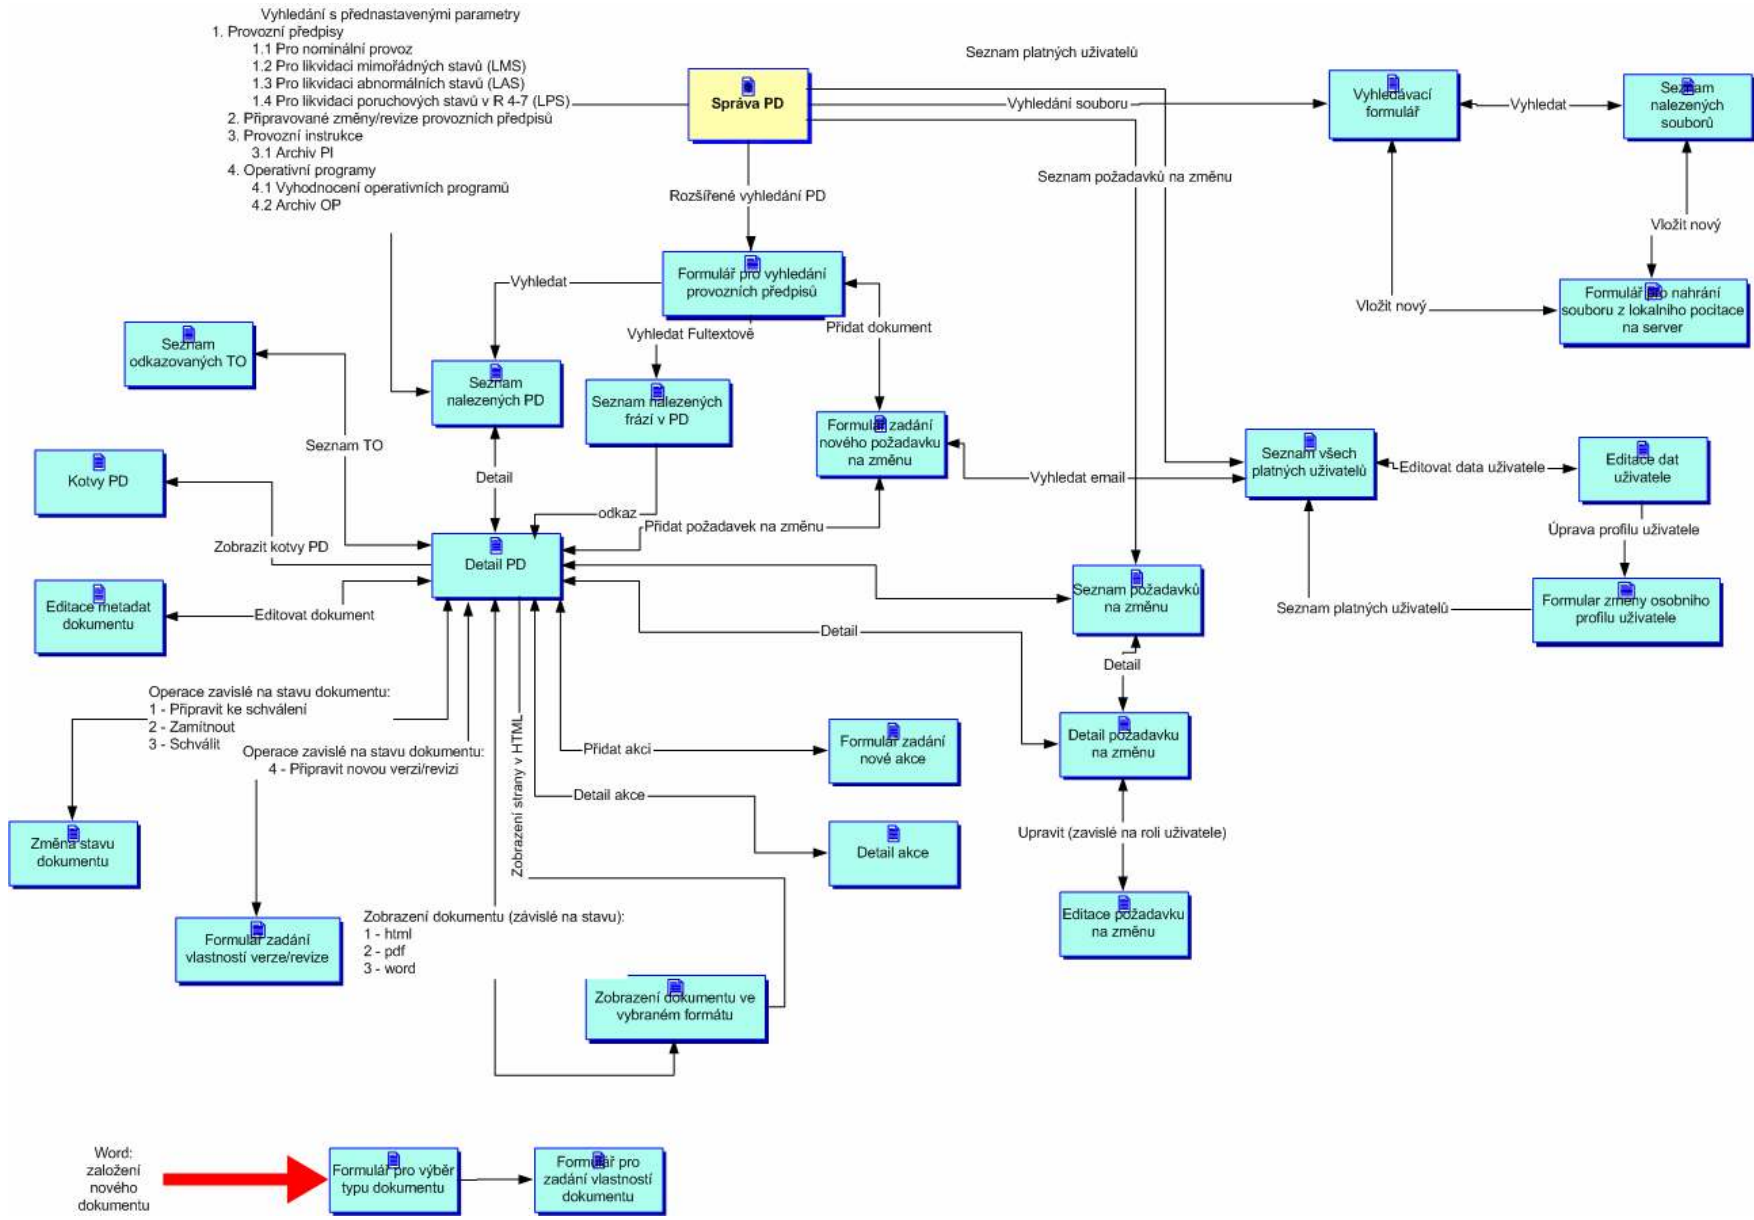 Vyhledání s přednastavenými parametry
1. Provozní předpisy
1.1 Pro nominální provoz
1.2 Pro likvidaci mimořádných stavů (LMS)
1.3 Pro likvidaci abnormálních stavů (LAS)
1.4 Pro likvidaci poruchových stavů v R 4-7 (LPS)
2. Připravované změny/revize provozních předpisů
3. Provozní instrukce
3.1 Archiv PI
4. Operativní programy
4.1 Vyhodnocení operativních programů
4.2 Archiv OP
Správa PD
Seznam platných uživatelů
Vyhledání souboru
Vyhledávací
formulář
Vyhledat
Seznam
nalezených
souborů
Seznam požadavků na změnu
Rozšířené vyhledání PD
Vložit nový
Formulář pro vyhledání
provozních předpisů
Vyhledat
Vyhledat Fultextově
Přidat dokument
Vložit nový
Formulář pro nahrání
souboru z lokalního pocitace
na server
Seznam
odkazovaných TO
Seznam
nalezených PD
Seznam nalezených
frází v PD
Formulář zadání
nového požadavku
na změnu
Seznam TO
Kotvy PD
Detail
Vyhledat email
Seznam všech
platných uživatelů
Editovat data uživatele
Editace dat
uživatele
odkaz
Přidat požadavek na změnu
Úprava profilu uživatele
Zobrazit kotvy PD
Detail PD
Editace metadat
dokumentu
Editovat dokument
Seznam požadavků
na změnu
Seznam platných uživatelů
Formular změny osobního
profilu uživatele
Detail
Detail
Operace zavislé na stavu dokumentu:
1 - Připravit ke schválení
2 - Zamítnout
3 - Schválit
Operace zavislé na stavu dokumentu:
4 - Připravit novou verzi/revizi
Zobrazení strany v HTML
Přidat akci
Formulář zadání
nové akce
Detail požadavku
na změnu
Detail akce
Detail akce
Upravit (zavislé na roli uživatele)
Změna stavu
dokumentu
Editace požadavku
na změnu
Formulář zadání
vlastností verze/revize
Zobrazení dokumentu (závislé na stavu):
1 - html
2 - pdf
3 - word
Zobrazení dokumentu ve
vybraném formátu
Word:
založení
nového
dokumentu
Formulář pro výběr
typu dokumentu
Formulář pro
zadání vlastností
dokumentu